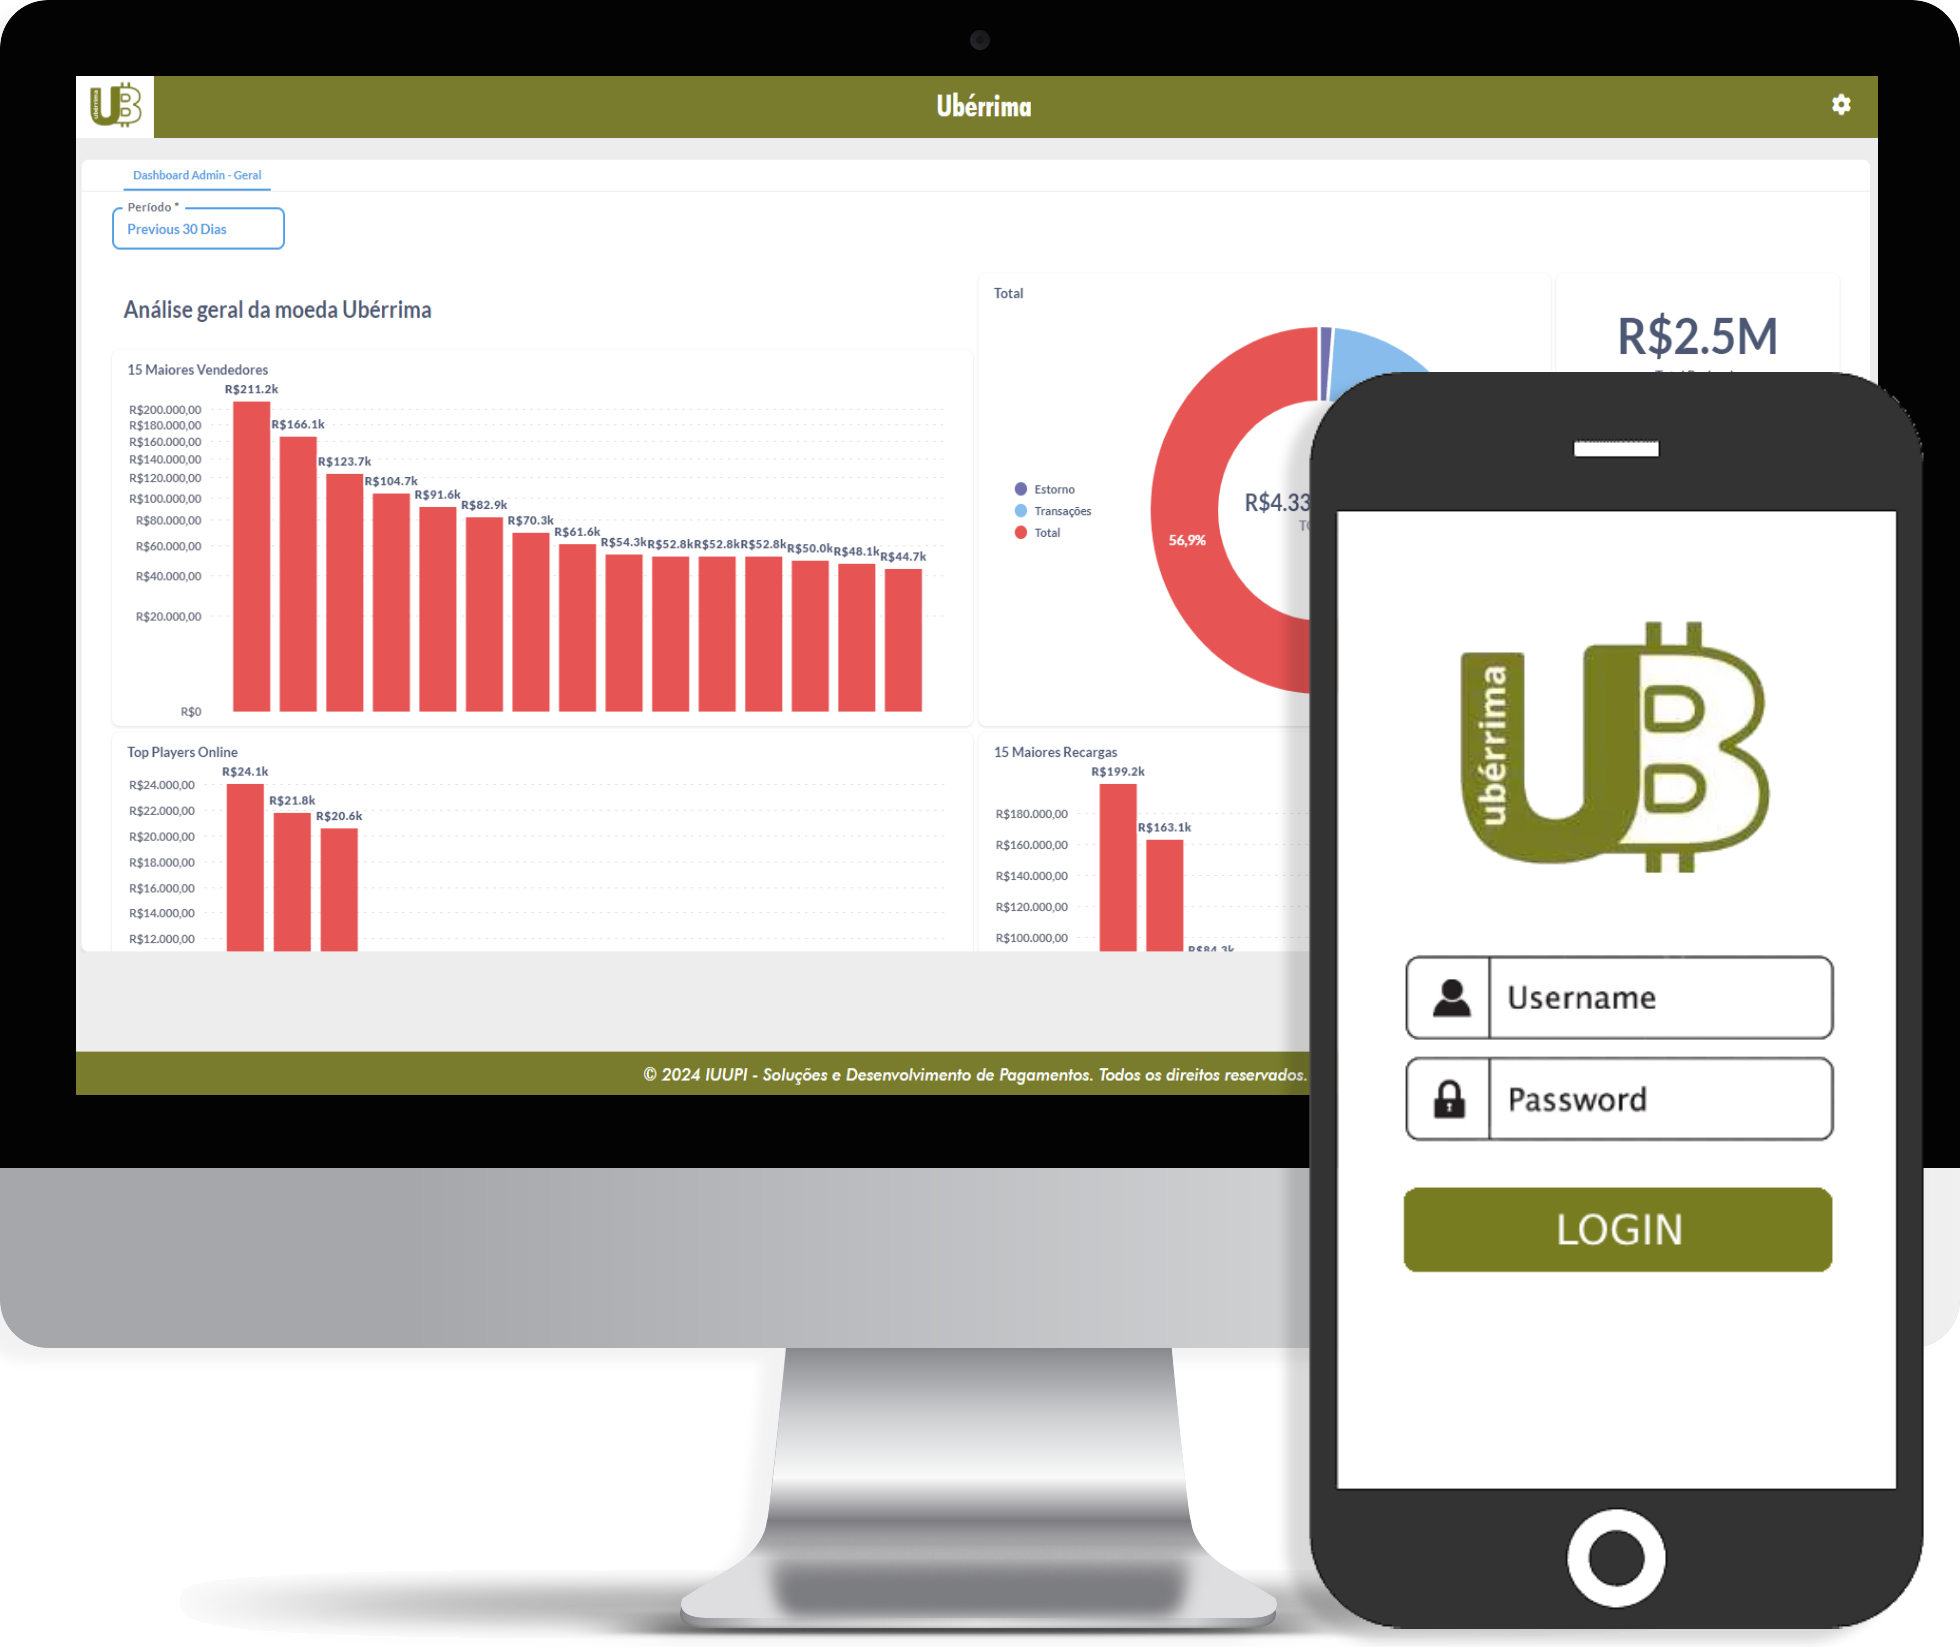 ubérrima
UB
Ubérrima
Dashboard Admin - Geral
Período *
Previous 30 Dias
Análise geral da moeda Ubérrima
15 Maiores Vendedores
R$211.2k
R$166.1k
R$123.7k
R$104.7k
R$91.6k
R$82.9k
R$70.3k
R$61.6k
R$54.3k
R$52.8k
R$52.8k
R$52.8k
R$50.0k
R$48.1k
R$44.7k
R$200.000,00
R$180.000,00
R$160.000,00
R$140.000,00
R$120.000,00
R$100.000,00
R$80.000,00
R$60.000,00
R$40.000,00
R$20.000,00
R$0
Total
Estorno
Transações
Total
56,9%
R$4.33
R$2.5M
Top Players Online
R$24.1k
R$21.8k
R$20.6k
R$24.000,00
R$22.000,00
R$20.000,00
R$18.000,00
R$16.000,00
R$14.000,00
R$12.000,00
15 Maiores Recargas
R$199.2k
R$163.1k
R$84.3k
R$180.000,00
R$160.000,00
R$140.000,00
R$120.000,00
R$100.000,00
© 2024 IUUPI - Soluções e Desenvolvimento de Pagamentos. Todos os direitos reservados.
ubérrima
UB
Username
Password
LOGIN